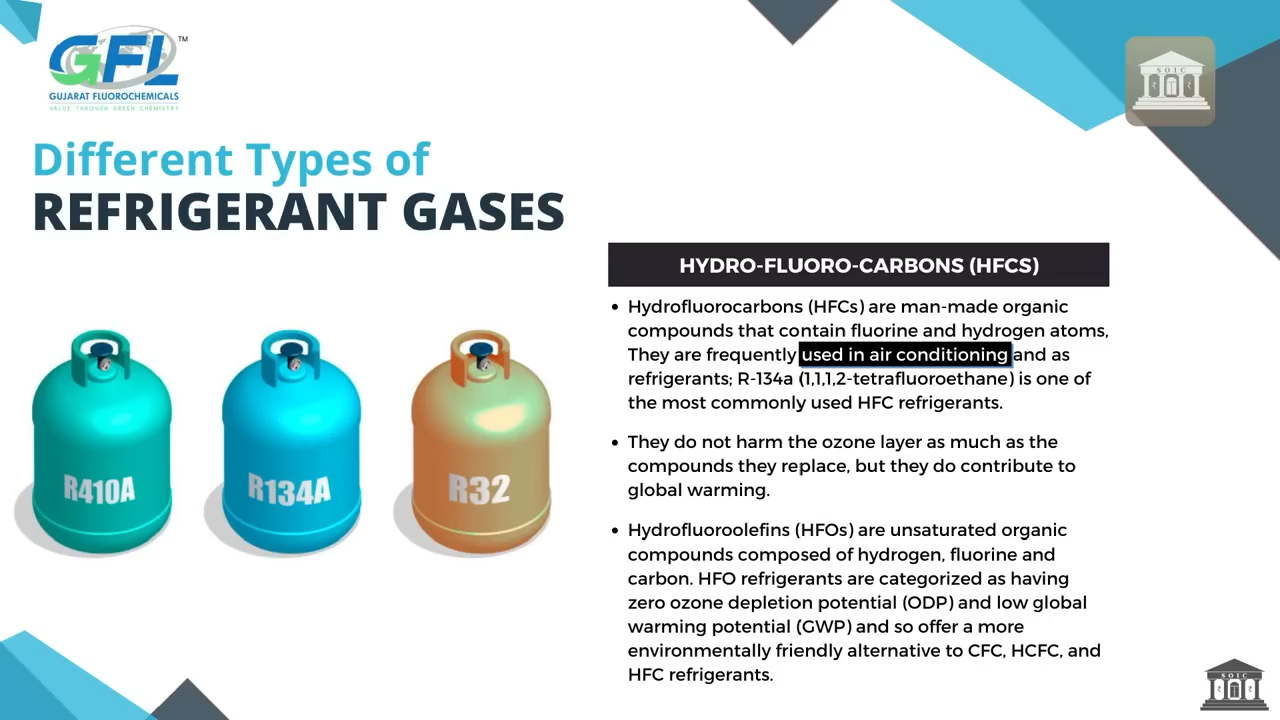 GFL™
GUJARAT FLUOROCHEMICALS
VALUE THROUGH GREEN CHEMISTRY
SOIC
Different Types of
REFRIGERANT GASES
HYDRO-FLUORO-CARBONS (HFCS)
• Hydrofluorocarbons (HFCs) are man-made organic
compounds that contain fluorine and hydrogen atoms,
They are frequently used in air conditioning and as
refrigerants; R-134a (1,1,1,2-tetrafluoroethane) is one of
the most commonly used HFC refrigerants.
• They do not harm the ozone layer as much as the
compounds they replace, but they do contribute to
global warming.
• Hydrofluoroolefins (HFOs) are unsaturated organic
compounds composed of hydrogen, fluorine and
carbon. HFO refrigerants are categorized as having
zero ozone depletion potential (ODP) and low global
warming potential (GWP) and so offer a more
environmentally friendly alternative to CFC, HCFC, and
HFC refrigerants.
R410A
R134A
R32
SOIC